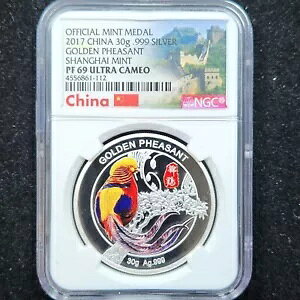 OFFICIAL MINT MEDAL
2017 CHINA 30g .999 SILVER
GOLDEN PHEASANT
SHANGHAI MINT
PF 69 ULTRA CAMEO
4556861-112
China
NGC
GOLDEN PHEASANT
30g Ag.999